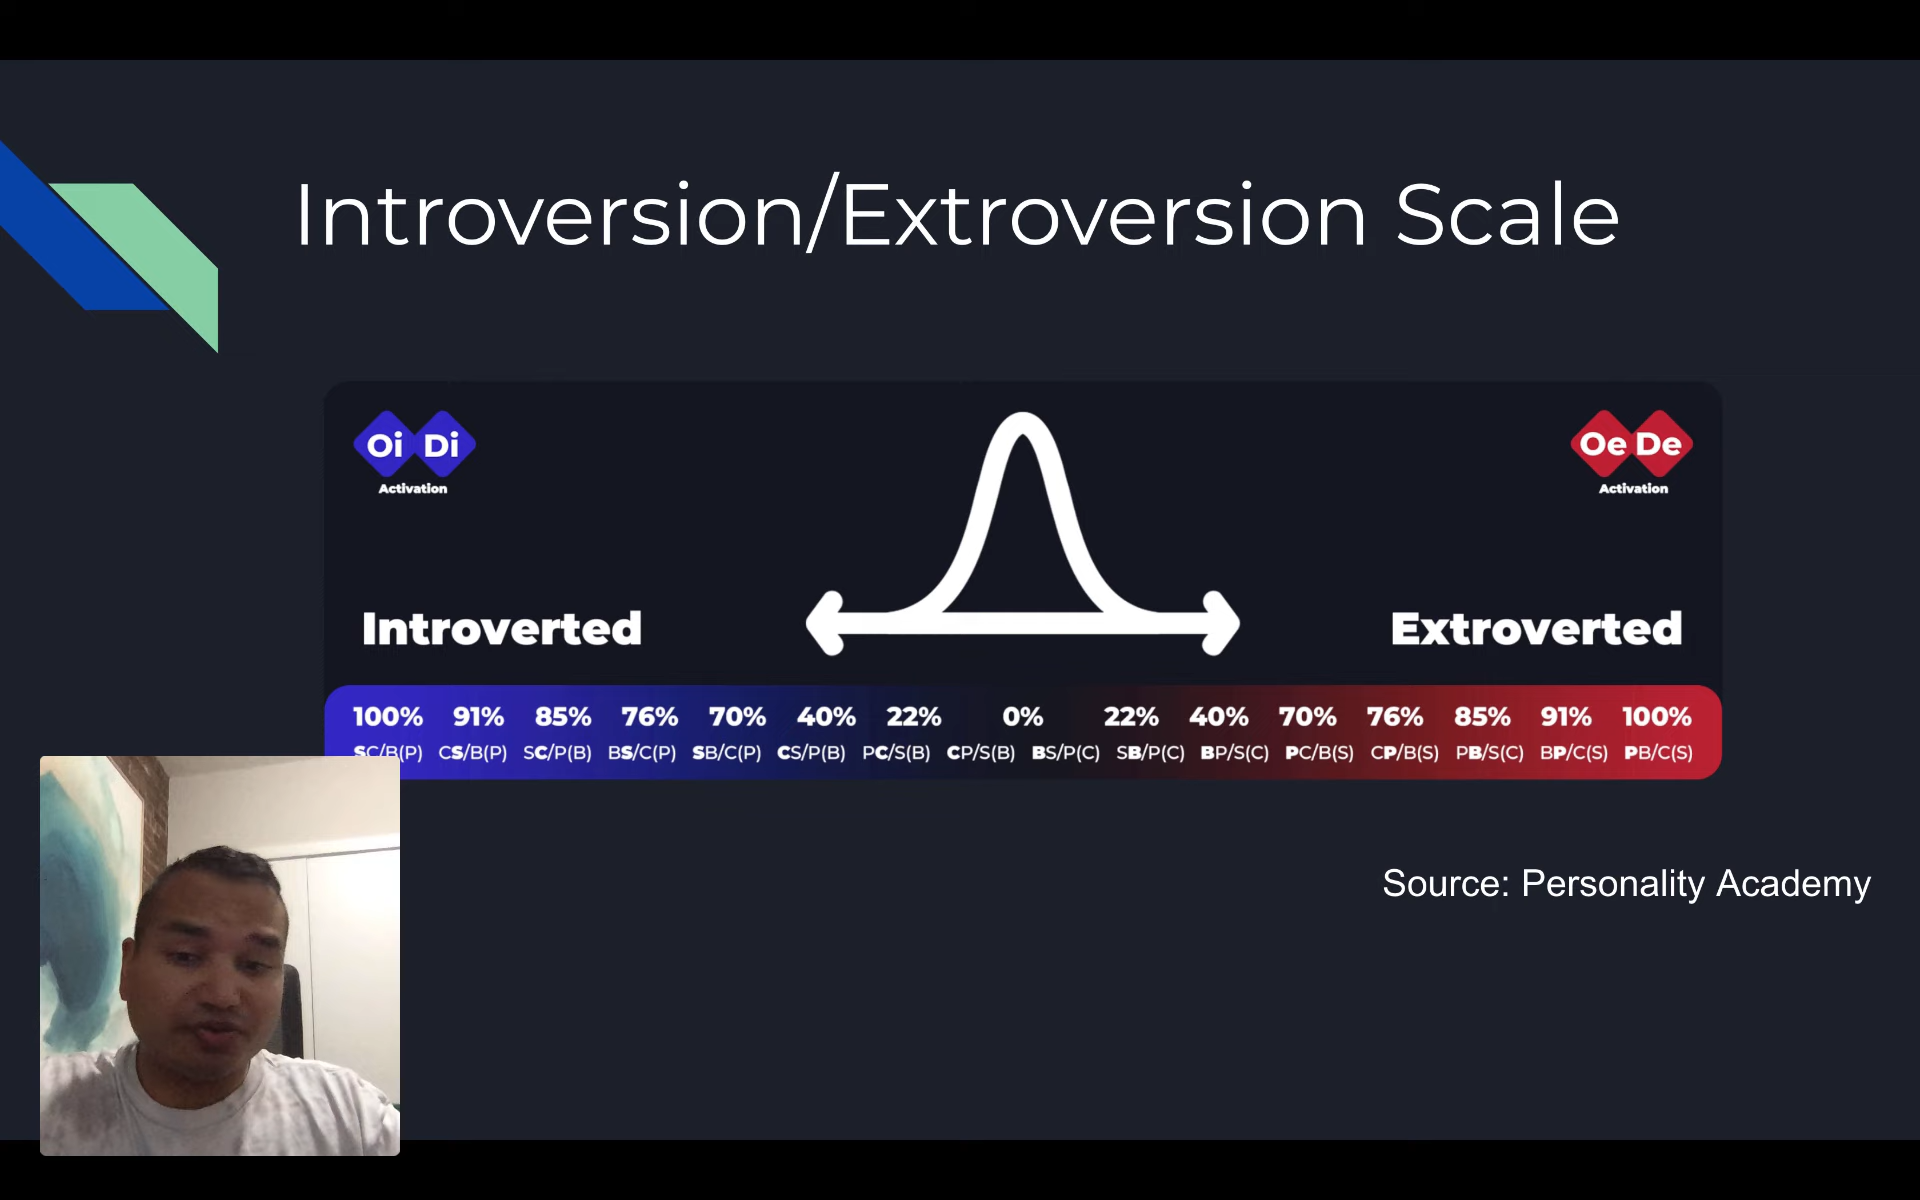 Introversion/Extroversion Scale
Oi Di
Activation
Oe De
Activation
Introverted
Extroverted
100% 91% 85% 76% 70% 40% 22% 0% 22% 40% 70% 76% 85% 91% 100%
SC/B(P) CS/B(P) SC/P(B) BS/C(P) SB/C(P) CS/P(B) PC/S(B) CP/S(B) BS/P(C) SB/P(C) BP/S(C) PC/B(S) CP/B(S) PB/S(C) BP/C(S) PB/C(S)
Source: Personality Academy